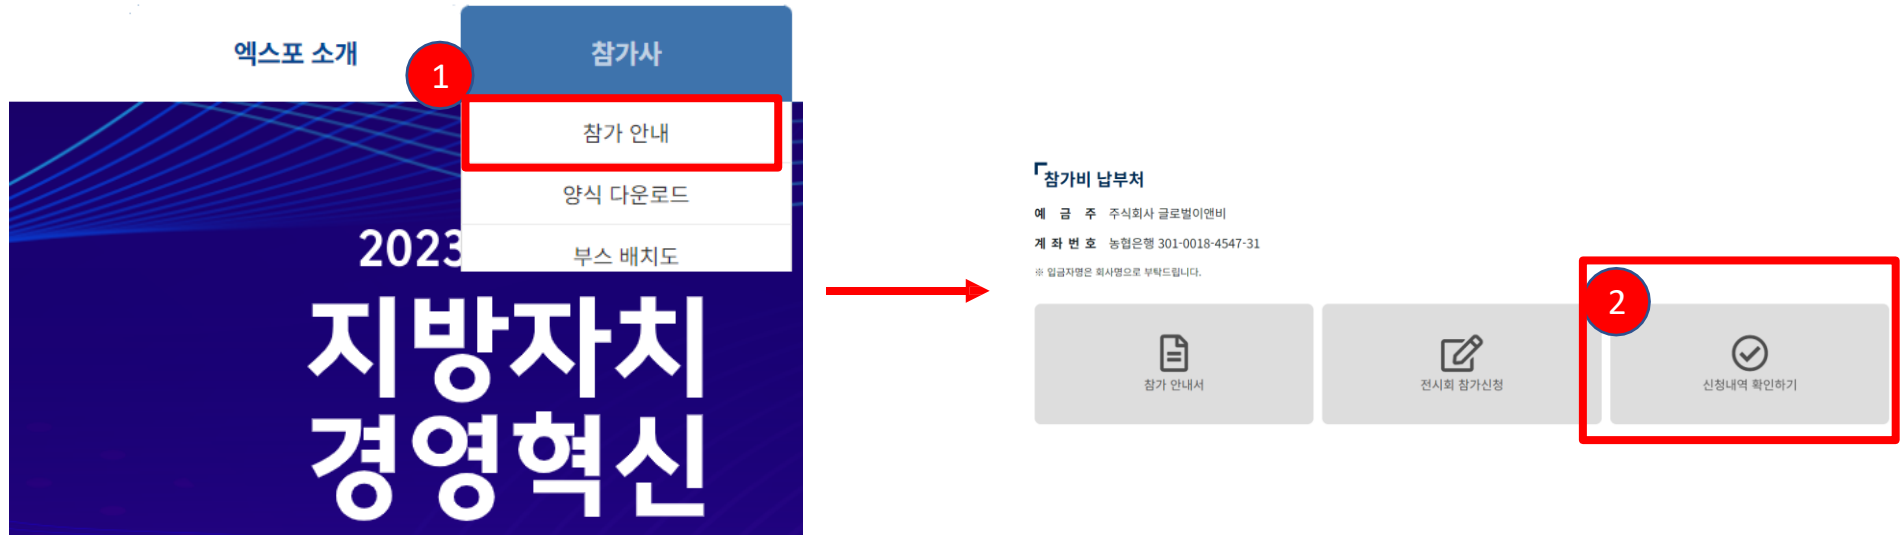 엑스포 소개
참가사
1
참가 안내
양식 다운로드
부스 배치도
2023
지방자치
경영혁신
참가비 납부처
예 금 주 주식회사 글로벌이앤비
계 좌 번 호 농협은행 301-0018-4547-31
※ 입금자명은 회사명으로 부탁드립니다.
2
참가 안내서
전시회 참가신청
신청내역 확인하기